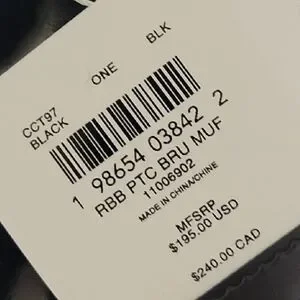 CCT97 ONE BLK
BLACK
1 98654 03842 2
RBB PTC BRU MUF
11006902
MADE IN CHINA/CHINE
MFSRP
$195.00 USD
$240.00 CAD